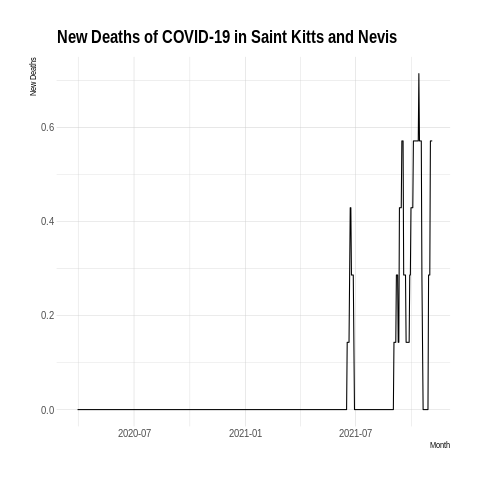 New Deaths of COVID-19 in Saint Kitts and Nevis
New Deaths
0.6
0.4
0.2
0.0
2020-07
2021-01
2021-07
Month